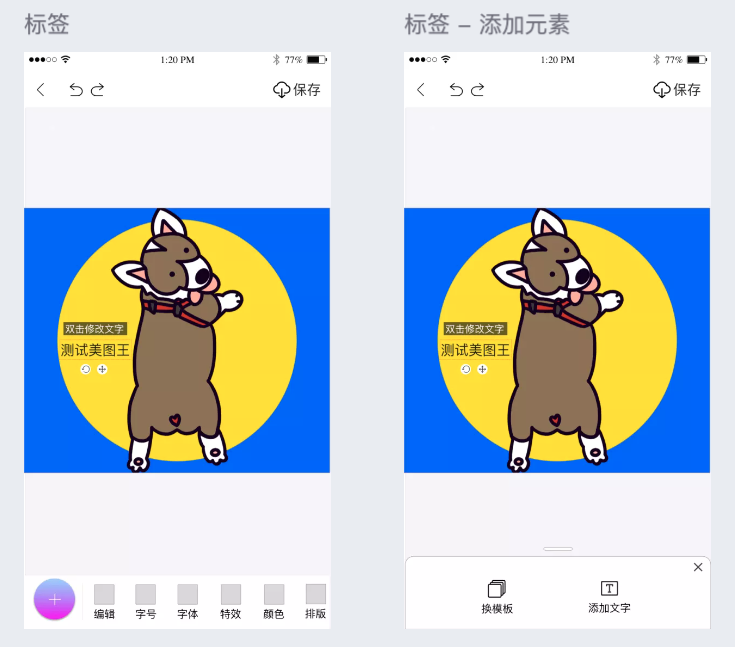 标签
标签 – 添加元素
1:20 PM
77%
1:20 PM
77%
保存
保存
双击修改文字
测试美图王
双击修改文字
测试美图王
编辑
字号
字体
特效
颜色
排版
换模板
添加文字